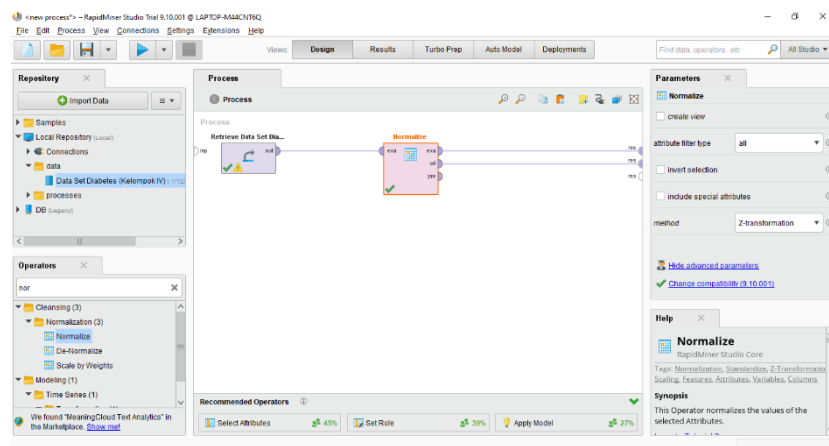 <new process*> – RapidMiner Studio Trial 9.10.001 @ LAPTOP-M44CNT6Q
File Edit Process View Connections Settings Extensions Help
Views: Design Results Turbo Prep Auto Model Deployments
Find data, operators...etc All Studio
Repository
Import Data
Samples
Local Repository (Local)
Connections
data
Data Set Diabetes (Kelompok IV)
processes
DB (Legacy)
Operators
nor
Cleansing (3)
Normalization (3)
Normalize
De-Normalize
Scale by Weights
Modeling (1)
Time Series (1)
We found "MeaningCloud Text Analytics" in
the Marketplace. Show me!
Process
Process
Process
Retrieve Data Set Dia...
inp
out
Normalize
exa exa
ori
pre
res
res
res
Recommended Operators
Select Attributes 45%
Set Role 39%
Apply Model 27%
Parameters
Normalize
create view
attribute filter type all
invert selection
include special attributes
method Z-transformation
Hide advanced parameters
Change compatibility (9.10.001)
Help
Normalize
RapidMiner Studio Core
Tags: Normalization, Standardize, Z-Transformatio
Scaling, Features, Attributes, Variables, Columns
Synopsis
This Operator normalizes the values of the
selected Attributes.